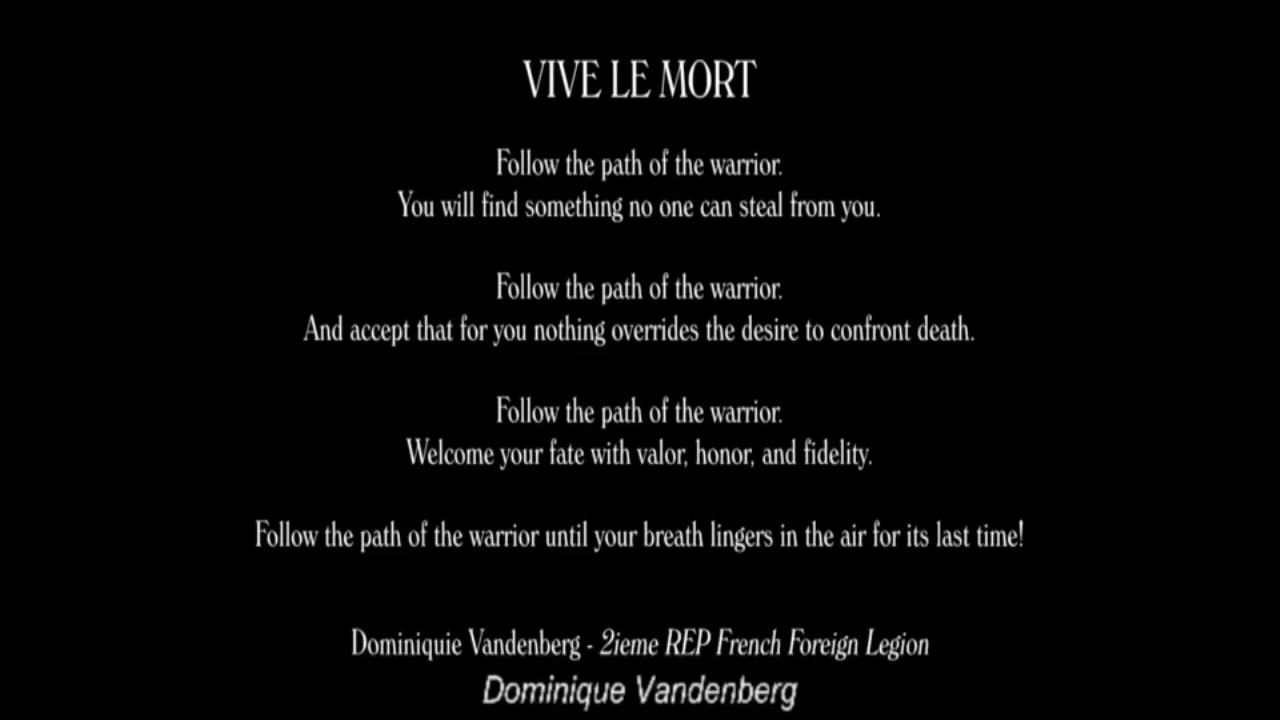 VIVE LE MORT
Follow the path of the warrior.
You will find something no one can steal from you.
Follow the path of the warrior.
And accept that for you nothing overrides the desire to confront death.
Follow the path of the warrior.
Welcome your fate with valor, honor, and fidelity.
Follow the path of the warrior until your breath lingers in the air for its last time!
Dominiquie Vandenberg - 2ieme REP French Foreign Legion
Dominique Vandenberg